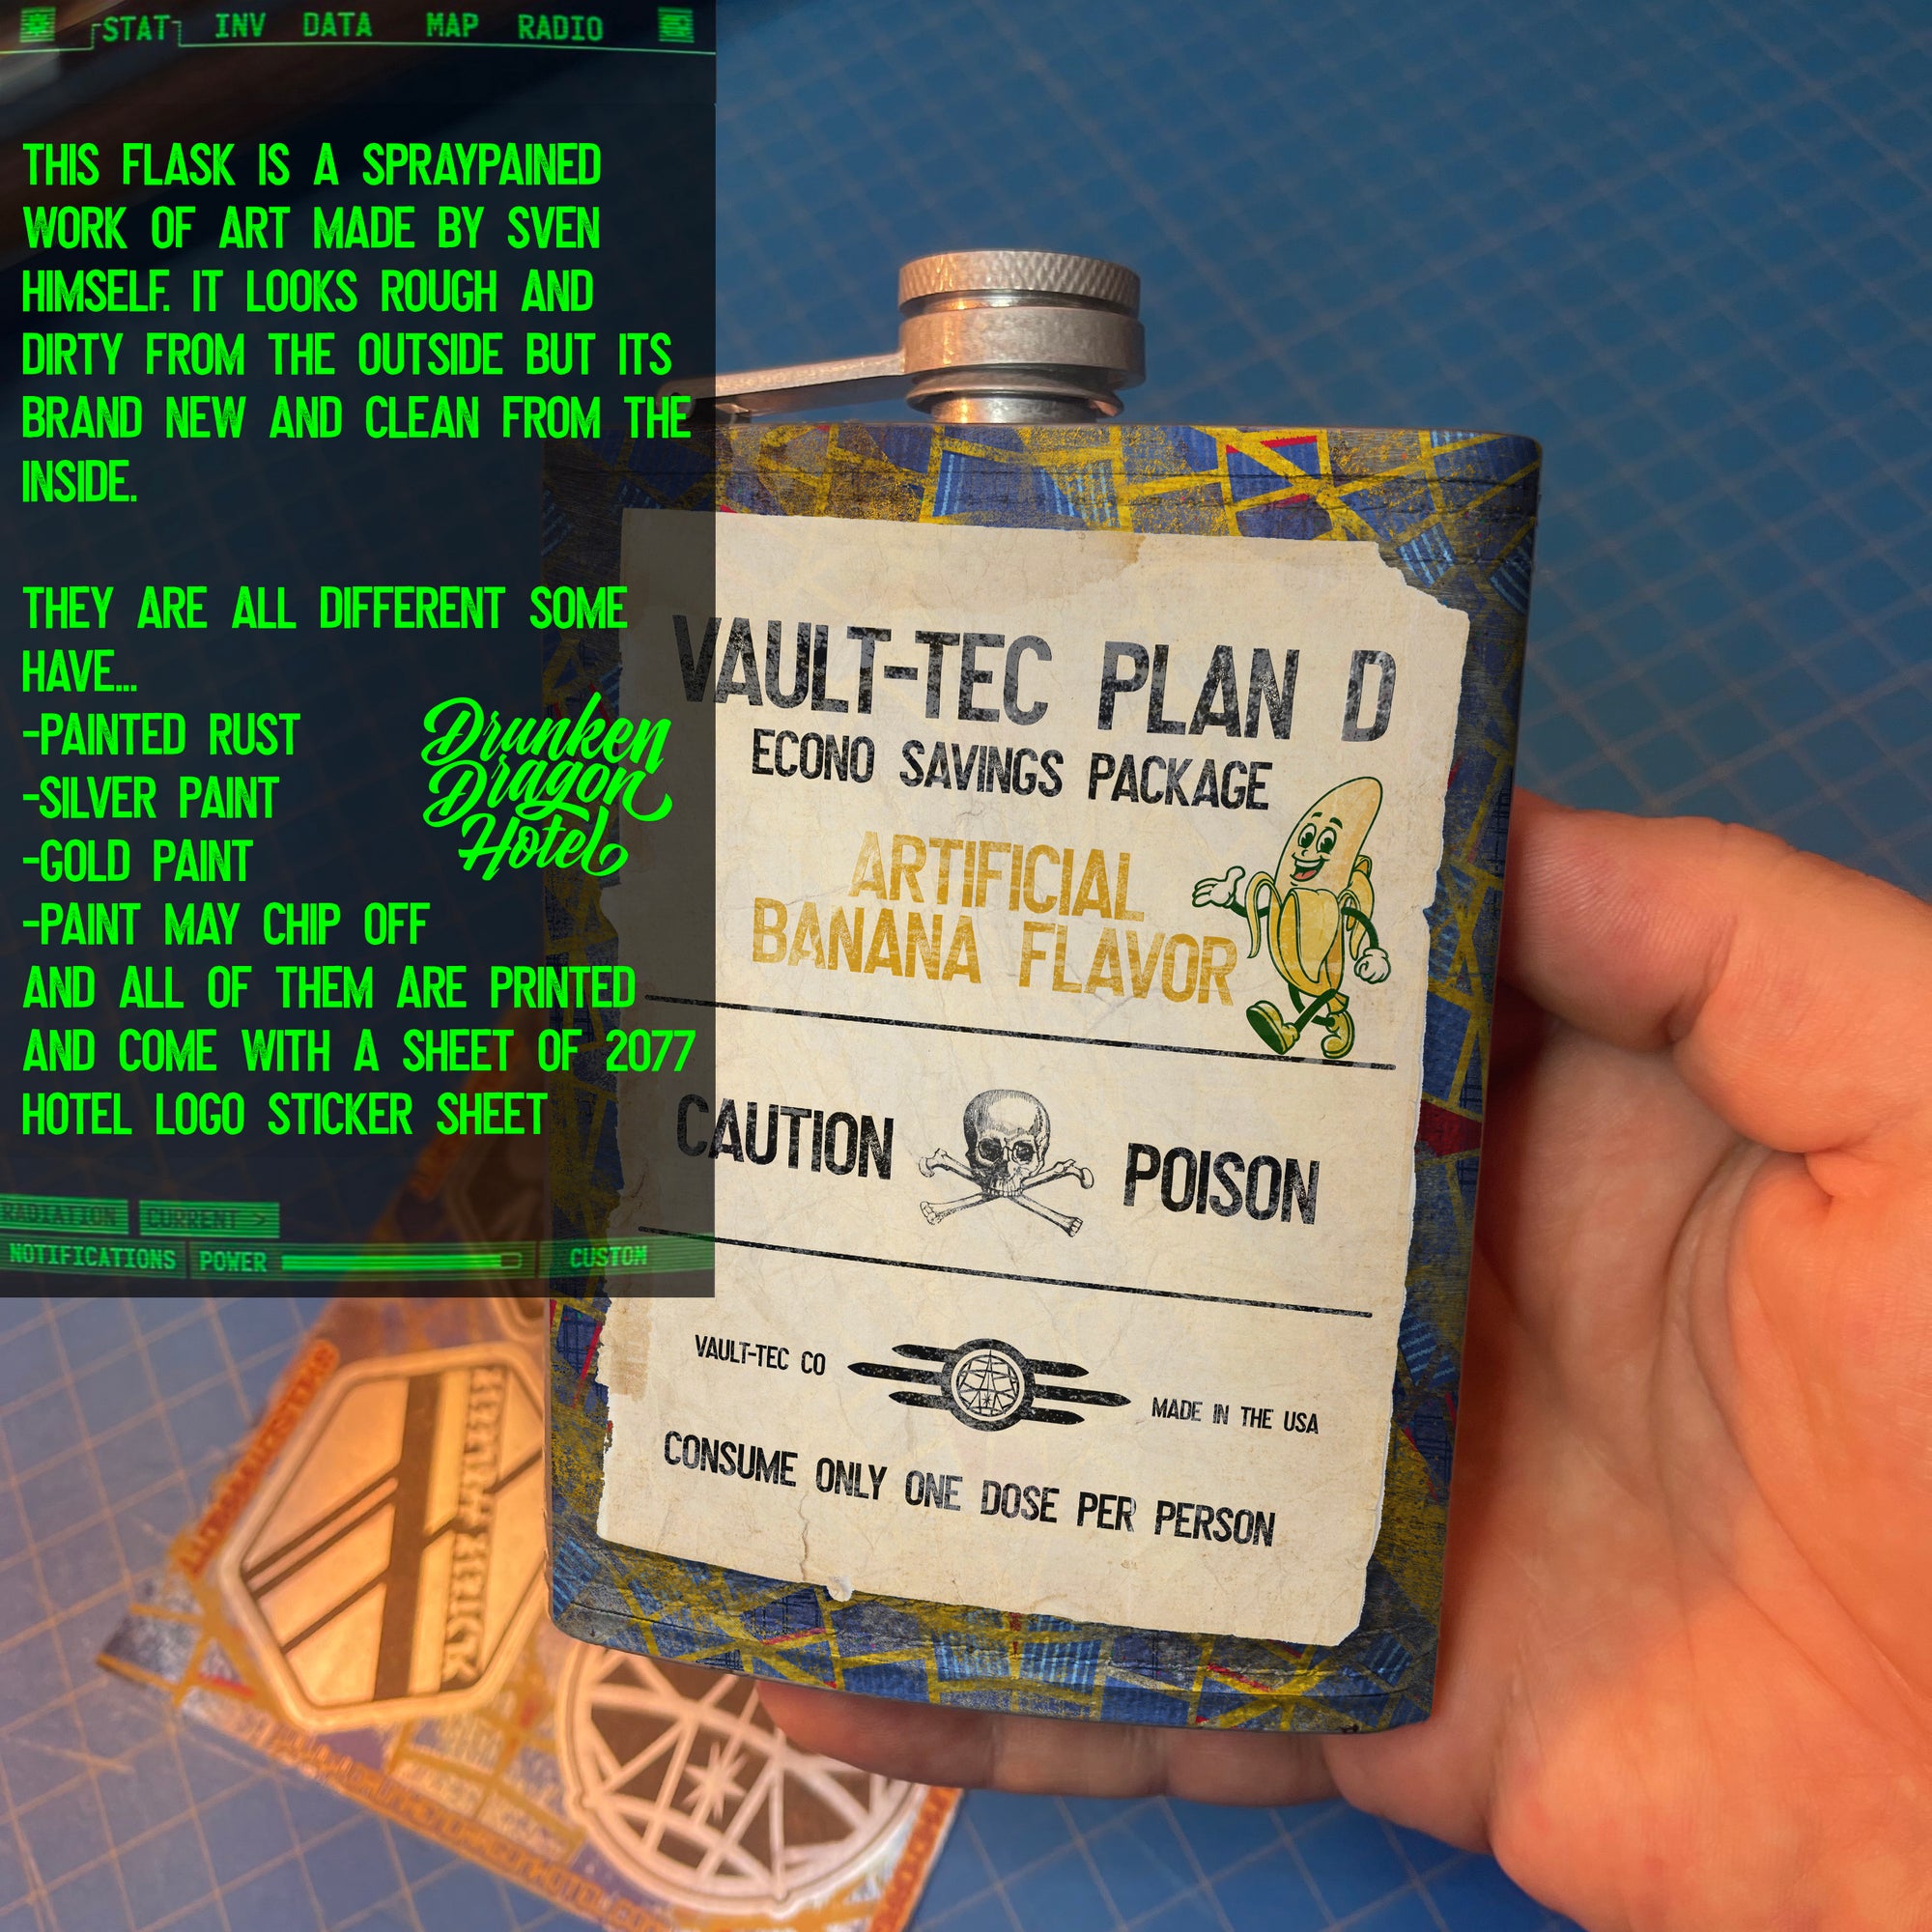 STAT INV DATA MAP RADIO
THIS FLASK IS A SPRAYPAINED
WORK OF ART MADE BY SVEN
HIMSELF. IT LOOKS ROUGH AND
DIRTY FROM THE OUTSIDE BUT ITS
BRAND NEW AND CLEAN FROM THE
INSIDE.
THEY ARE ALL DIFFERENT SOME
HAVE...
-PAINTED RUST
-SILVER PAINT
-GOLD PAINT
-PAINT MAY CHIP OFF
AND ALL OF THEM ARE PRINTED
AND COME WITH A SHEET OF 2077
HOTEL LOGO STICKER SHEET
Drunken
Dragon
Hotel
RADIATION CURRENT >
NOTIFICATIONS POWER CUSTOM
VAULT-TEC PLAN D
ECONO SAVINGS PACKAGE
ARTIFICIAL
BANANA FLAVOR
CAUTION POISON
VAULT-TEC CO
MADE IN THE USA
CONSUME ONLY ONE DOSE PER PERSON